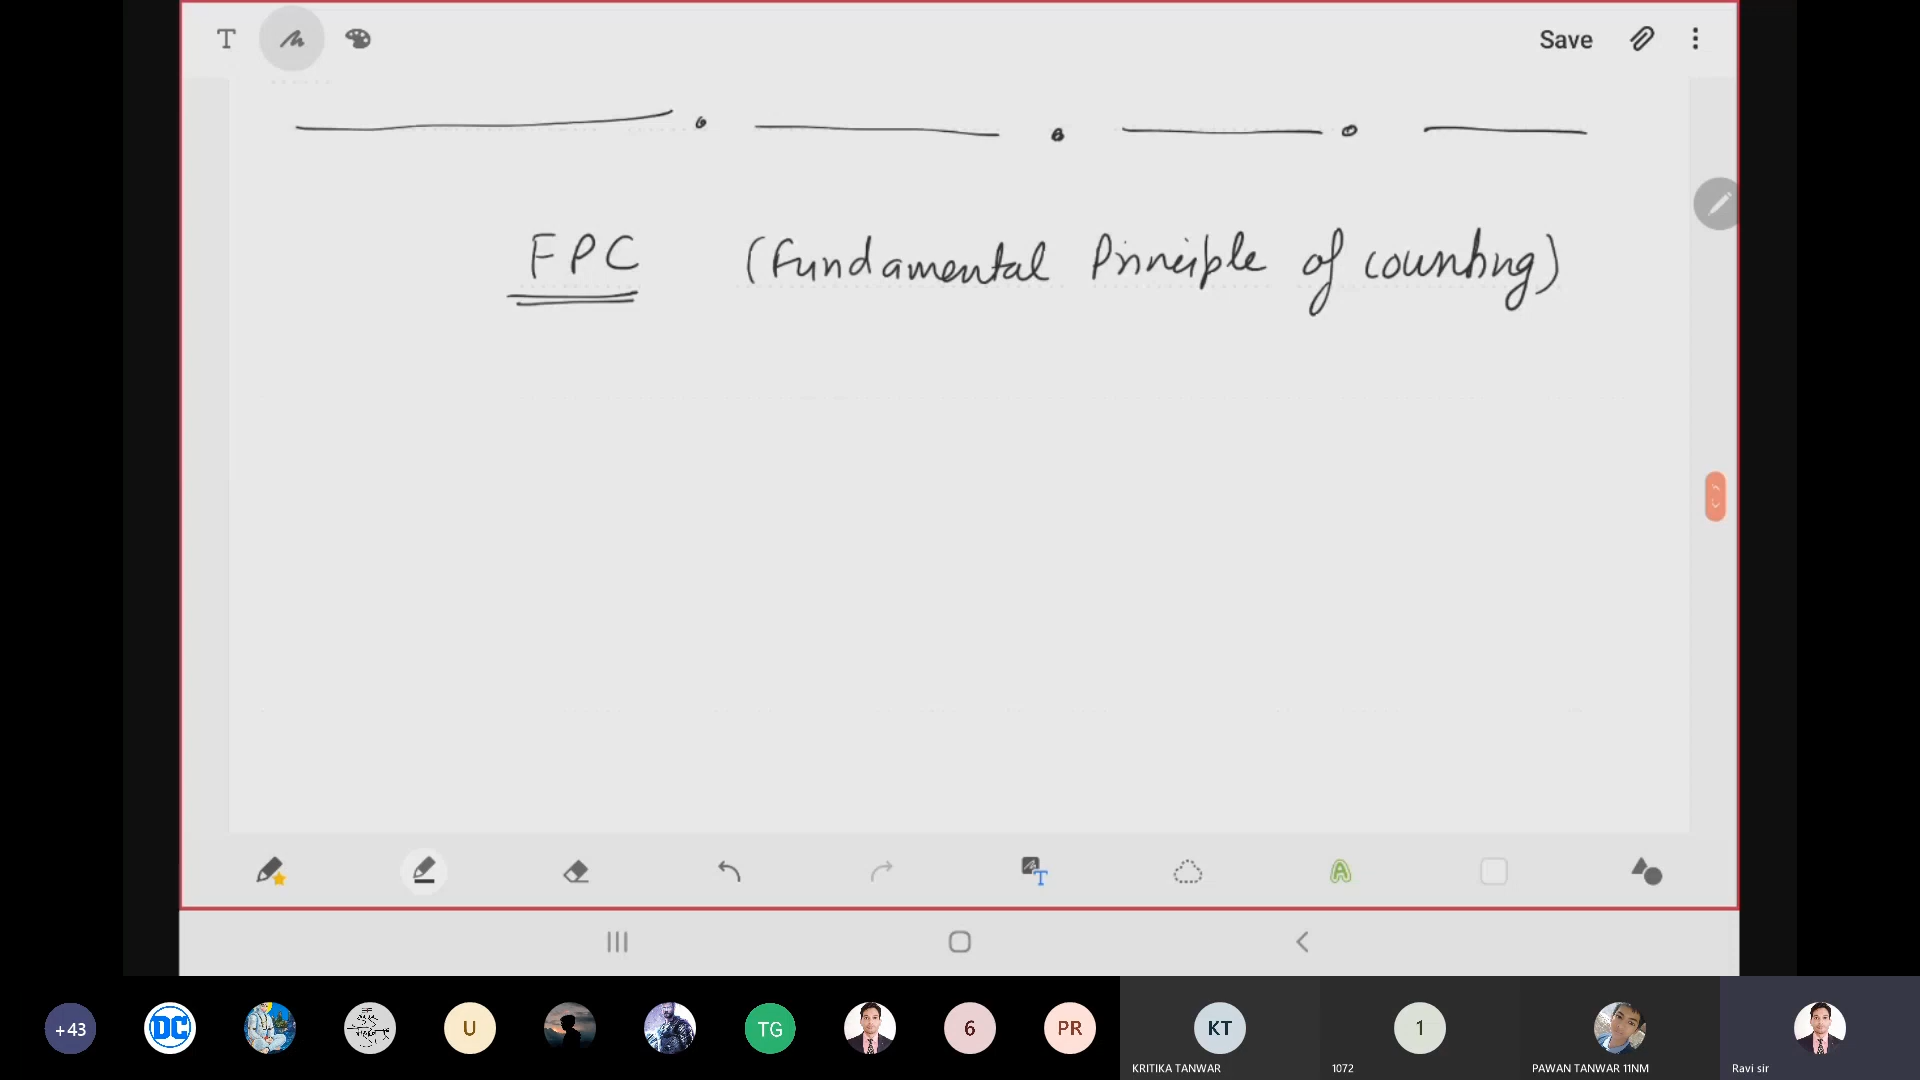 T Save
FPC (Fundamental Principle of counting)
A
T
+43 DC U TG 6 PR KT 1
KRITIKA TANWAR 1072 PAWAN TANWAR 11NM Ravi sir